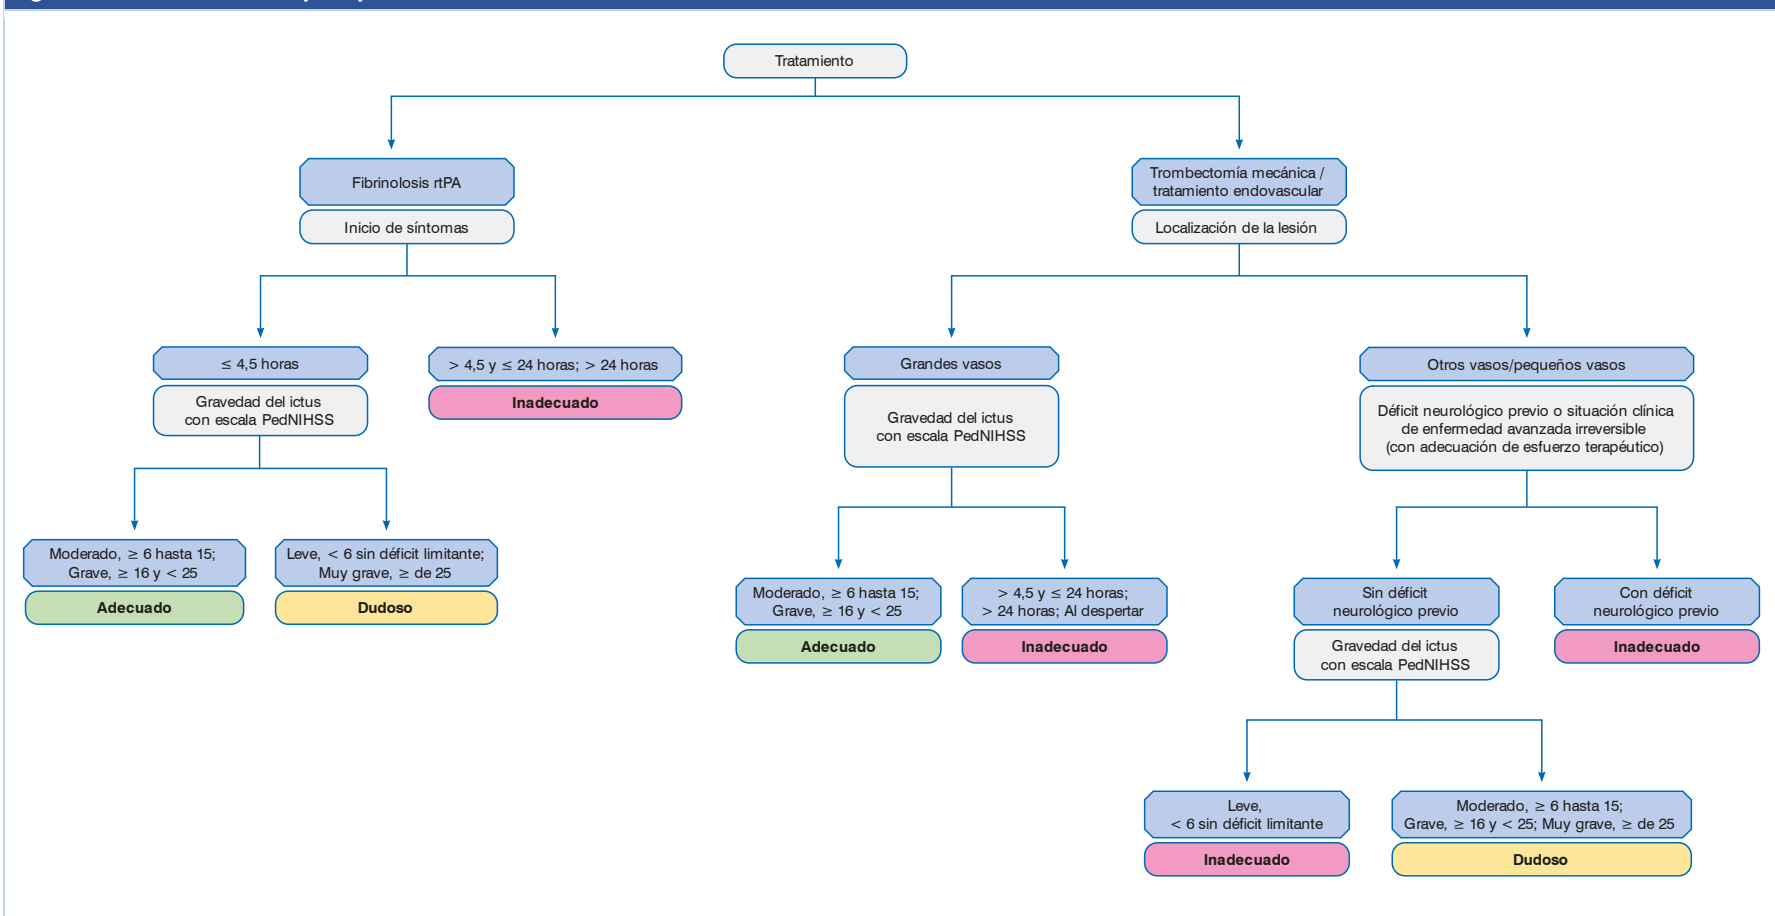 Tratamiento
Fibrinolosis rtPA
Inicio de síntomas
≤ 4,5 horas
Gravedad del ictus
con escala PedNIHSS
Moderado, ≥ 6 hasta 15;
Grave, ≥ 16 y < 25
Adecuado
Leve, < 6 sin déficit limitante;
Muy grave, ≥ de 25
Dudoso
> 4,5 y ≤ 24 horas; > 24 horas
Inadecuado
Trombectomía mecánica /
tratamiento endovascular
Localización de la lesión
Grandes vasos
Gravedad del ictus
con escala PedNIHSS
Moderado, ≥ 6 hasta 15;
Grave, ≥ 16 y < 25
Adecuado
> 4,5 y ≤ 24 horas;
> 24 horas; Al despertar
Inadecuado
Otros vasos/pequeños vasos
Déficit neurológico previo o situación clínica
de enfermedad avanzada irreversible
(con adecuación de esfuerzo terapéutico)
Sin déficit
neurológico previo
Gravedad del ictus
con escala PedNIHSS
Leve,
< 6 sin déficit limitante
Inadecuado
Moderado, ≥ 6 hasta 15;
Grave, ≥ 16 y < 25; Muy grave, ≥ de 25
Dudoso
Con déficit
neurológico previo
Inadecuado